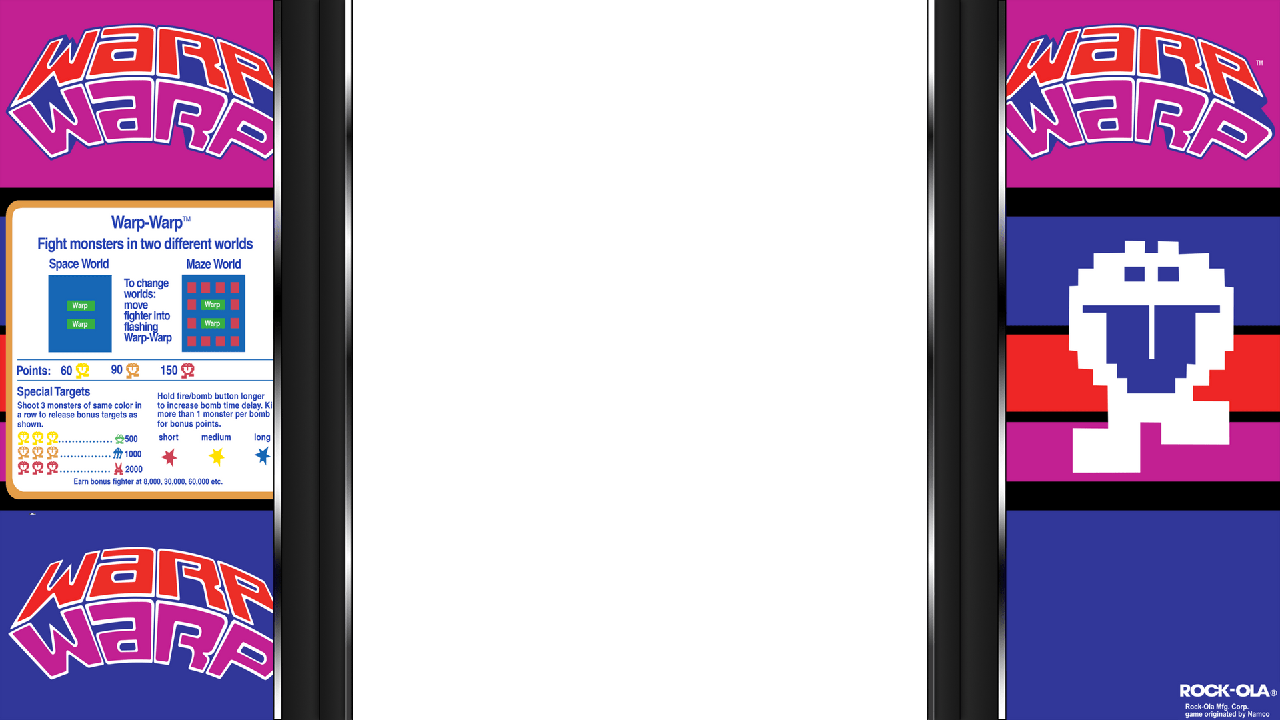 WARP
WARP
Warp-Warp™
Fight monsters in two different worlds
Space World
Maze World
To change
worlds:
move
fighter into
flashing
Warp-Warp
Warp
Warp
Warp
Warp
Points: 60 90 150
Special Targets
Shoot 3 monsters of same color in
a row to release bonus targets as
shown.
500
1000
2000
Hold fire/bomb button longer
to increase bomb time delay. Ki
more than 1 monster per bomb
for bonus points.
short medium long
Earn bonus fighter at 8,000, 30,000, 60,000 etc.
WARP
WARP
WARP™
WARP
ROCK-OLA®
Rock-Ola Mfg. Corp.
game originated by Namco